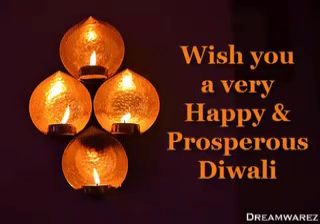 Wish you
a very
Happy &
Prosperous
Diwali
Dreamwarez